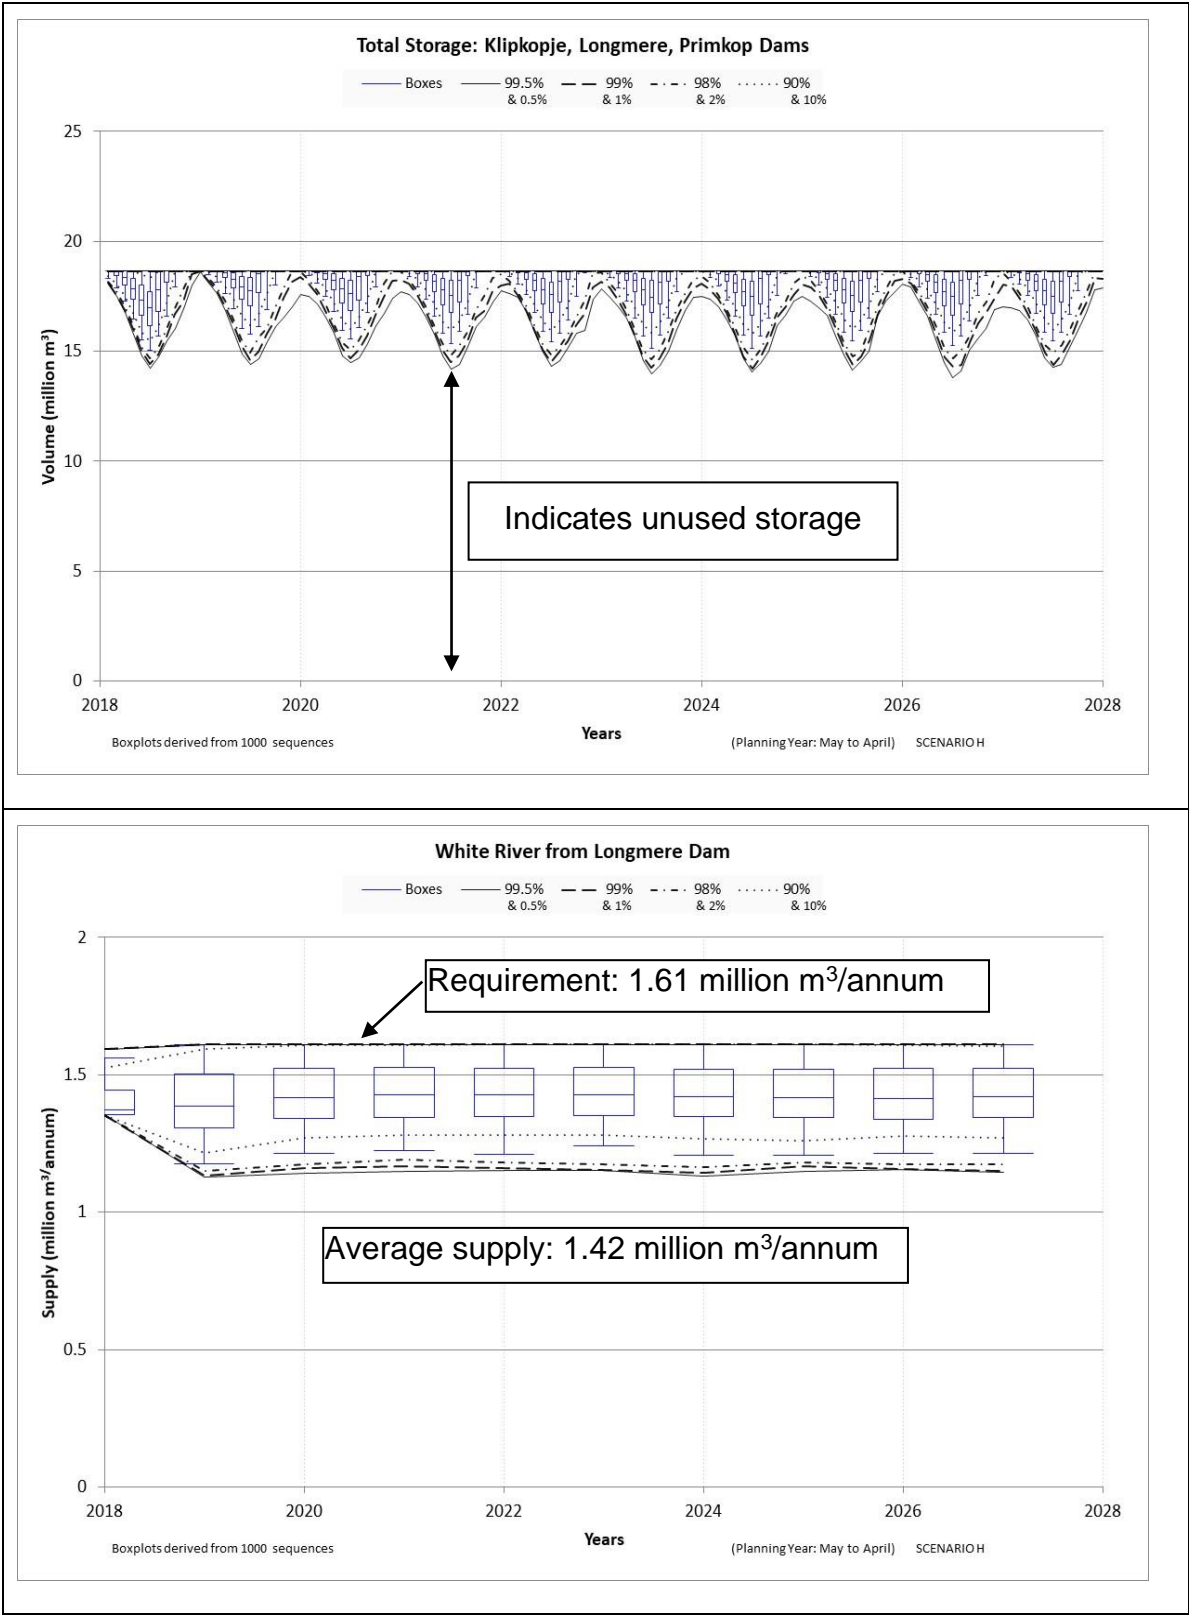 Total Storage: Klipkopje, Longmere, Primkop Dams
Boxes 99.5% 99% 98% 90%
& 0.5% & 1% & 2% & 10%
25
20
15
10
5
0
Volume (million m³)
Indicates unused storage
2018 2020 2022 2024 2026 2028
Years
Boxplots derived from 1000 sequences (Planning Year: May to April) SCENARIO H
White River from Longmere Dam
Boxes 99.5% 99% 98% 90%
& 0.5% & 1% & 2% & 10%
2
1.5
1
0.5
0
Supply (million m³/annum)
Requirement: 1.61 million m³/annum
Average supply: 1.42 million m³/annum
2018 2020 2022 2024 2026 2028
Years
Boxplots derived from 1000 sequences (Planning Year: May to April) SCENARIO H